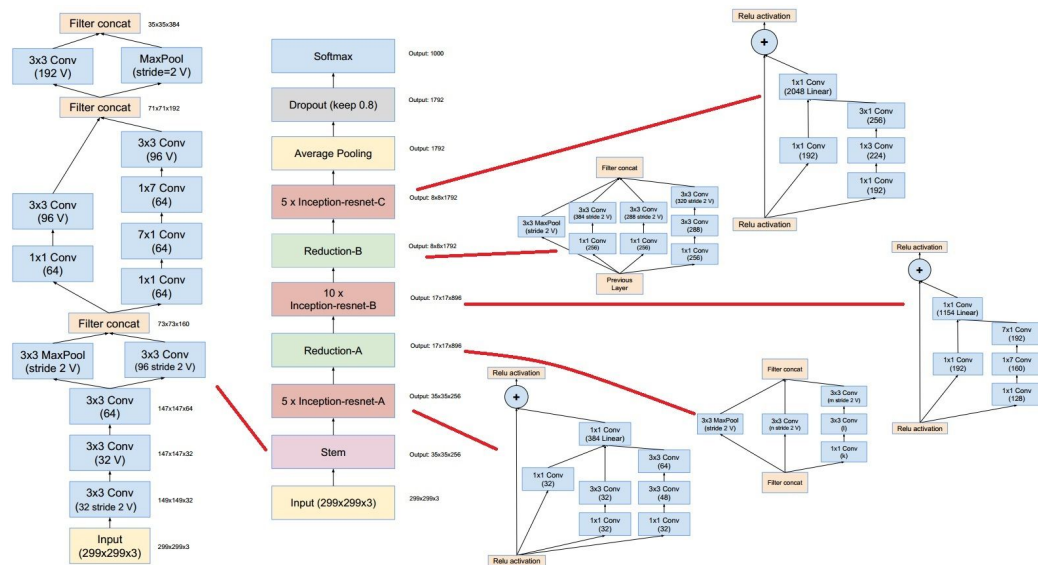 Filter concat
35x35x384
3x3 Conv
(192 V)
MaxPool
(stride=2 V)
Filter concat
71x71x192
3x3 Conv
(96 V)
1x7 Conv
(64)
3x3 Conv
(96 V)
7x1 Conv
(64)
1x1 Conv
(64)
1x1 Conv
(64)
Filter concat
73x73x160
3x3 MaxPool
(stride 2 V)
3x3 Conv
(96 stride 2 V)
3x3 Conv
(64)
147x147x64
3x3 Conv
(32 V)
147x147x32
3x3 Conv
(32 stride 2 V)
149x149x32
Input
(299x299x3)
299x299x3
Softmax
Output: 1000
Dropout (keep 0.8)
Output: 1792
Average Pooling
Output: 1792
5 x Inception-resnet-C
Output: 8x8x1792
Reduction-B
Output: 8x8x1792
10 x
Inception-resnet-B
Output: 17x17x896
Reduction-A
Output: 17x17x896
5 x Inception-resnet-A
Output: 35x35x256
Stem
Output: 35x35x256
Input (299x299x3)
299x299x3
Relu activation
+
1x1 Conv
(2048 Linear)
3x1 Conv
(256)
1x1 Conv
(192)
1x3 Conv
(224)
1x1 Conv
(192)
Relu activation
Filter concat
3x3 MaxPool
(stride 2 V)
3x3 Conv
(384 stride 2 V)
3x3 Conv
(288 stride 2 V)
3x3 Conv
(320 stride 2 V)
3x3 Conv
(288)
1x1 Conv
(256)
1x1 Conv
(256)
1x1 Conv
(256)
Previous
Layer
Relu activation
+
1x1 Conv
(1154 Linear)
7x1 Conv
(192)
1x1 Conv
(192)
1x7 Conv
(160)
1x1 Conv
(128)
Relu activation
Filter concat
3x3 MaxPool
(stride 2 V)
3x3 Conv
(n stride 2 V)
3x3 Conv
(m stride 2 V)
3x3 Conv
(l)
1x1 Conv
(k)
Filter concat
Relu activation
+
1x1 Conv
(384 Linear)
1x1 Conv
(32)
3x3 Conv
(32)
3x3 Conv
(64)
3x3 Conv
(48)
1x1 Conv
(32)
1x1 Conv
(32)
Relu activation